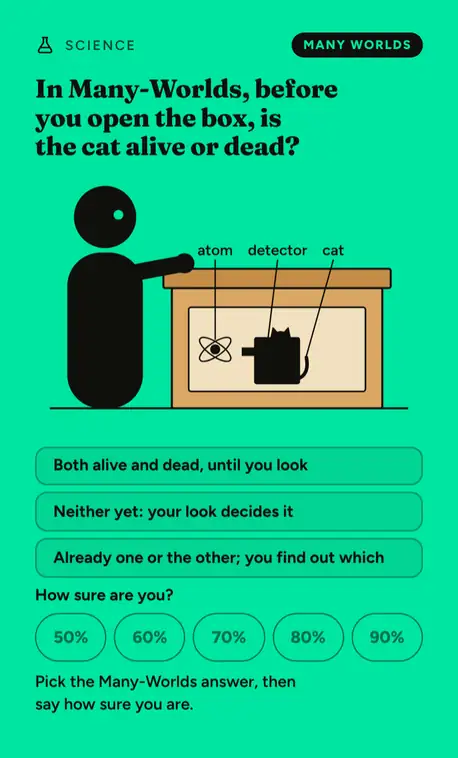 SCIENCE
MANY WORLDS
In Many-Worlds, before
you open the box, is
the cat alive or dead?
atom
detector
cat
Both alive and dead, until you look
Neither yet: your look decides it
Already one or the other; you find out which
How sure are you?
50%
60%
70%
80%
90%
Pick the Many-Worlds answer, then
say how sure you are.